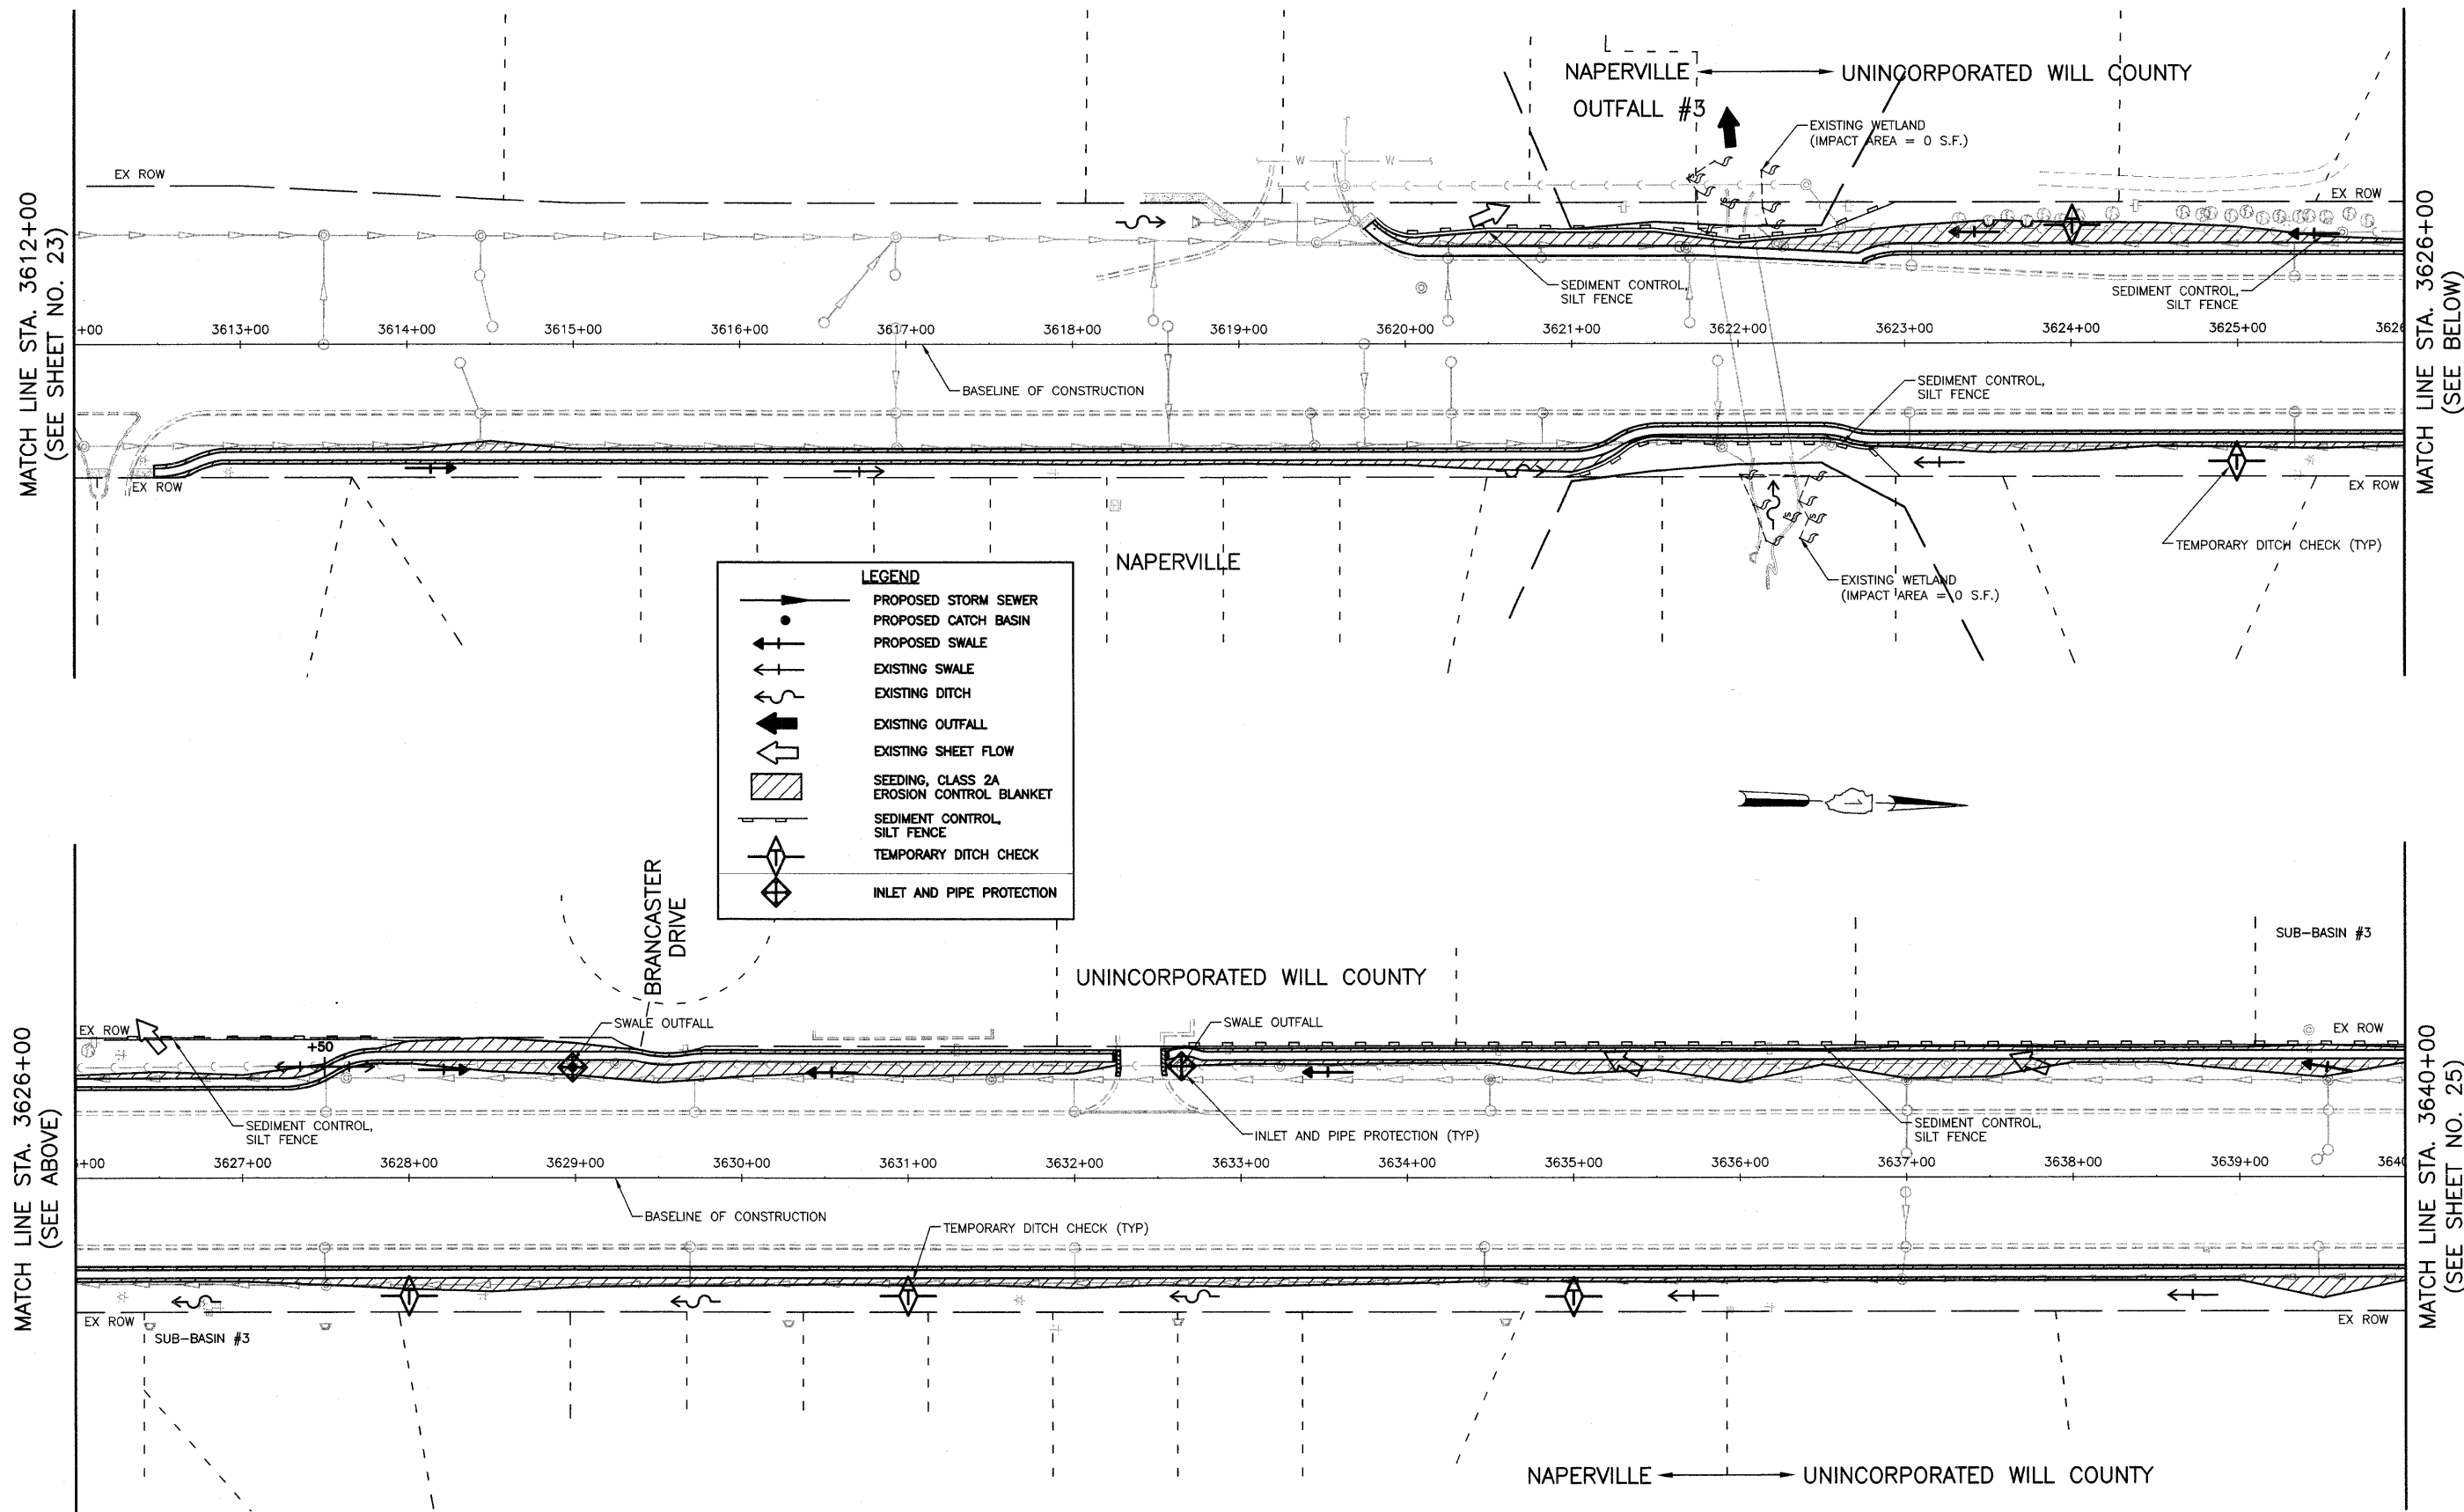 NAPERVILLE
UNINCORPORATED WILL COUNTY
OUTFALL #3
EXISTING WETLAND
(IMPACT AREA = 0 S.F.)
EX ROW
W
W
EX ROW
MATCH LINE STA. 3612+00
(SEE SHEET NO. 23)
SEDIMENT CONTROL,
SILT FENCE
SEDIMENT CONTROL,
SILT FENCE
MATCH LINE STA. 3626+00
(SEE BELOW)
+00
3613+00
3614+00
3615+00
3616+00
3617+00
3618+00
3619+00
3620+00
3621+00
3622+00
3623+00
3624+00
3625+00
3626
BASELINE OF CONSTRUCTION
SEDIMENT CONTROL,
SILT FENCE
EX ROW
EX ROW
TEMPORARY DITCH CHECK (TYP)
NAPERVILLE
EXISTING WETLAND
(IMPACT AREA = 0 S.F.)
LEGEND
PROPOSED STORM SEWER
PROPOSED CATCH BASIN
PROPOSED SWALE
EXISTING SWALE
EXISTING DITCH
EXISTING OUTFALL
EXISTING SHEET FLOW
SEEDING, CLASS 2A
EROSION CONTROL BLANKET
SEDIMENT CONTROL,
SILT FENCE
T
TEMPORARY DITCH CHECK
INLET AND PIPE PROTECTION
BRANCASTER
DRIVE
SUB-BASIN #3
UNINCORPORATED WILL COUNTY
EX ROW
SWALE OUTFALL
SWALE OUTFALL
EX ROW
+50
MATCH LINE STA. 3626+00
(SEE ABOVE)
SEDIMENT CONTROL,
SILT FENCE
INLET AND PIPE PROTECTION (TYP)
SEDIMENT CONTROL,
SILT FENCE
MATCH LINE STA. 3640+00
(SEE SHEET NO. 25)
+00
3627+00
3628+00
3629+00
3630+00
3631+00
3632+00
3633+00
3634+00
3635+00
3636+00
3637+00
3638+00
3639+00
3640
BASELINE OF CONSTRUCTION
TEMPORARY DITCH CHECK (TYP)
T
T
T
EX ROW
EX ROW
SUB-BASIN #3
NAPERVILLE
UNINCORPORATED WILL COUNTY